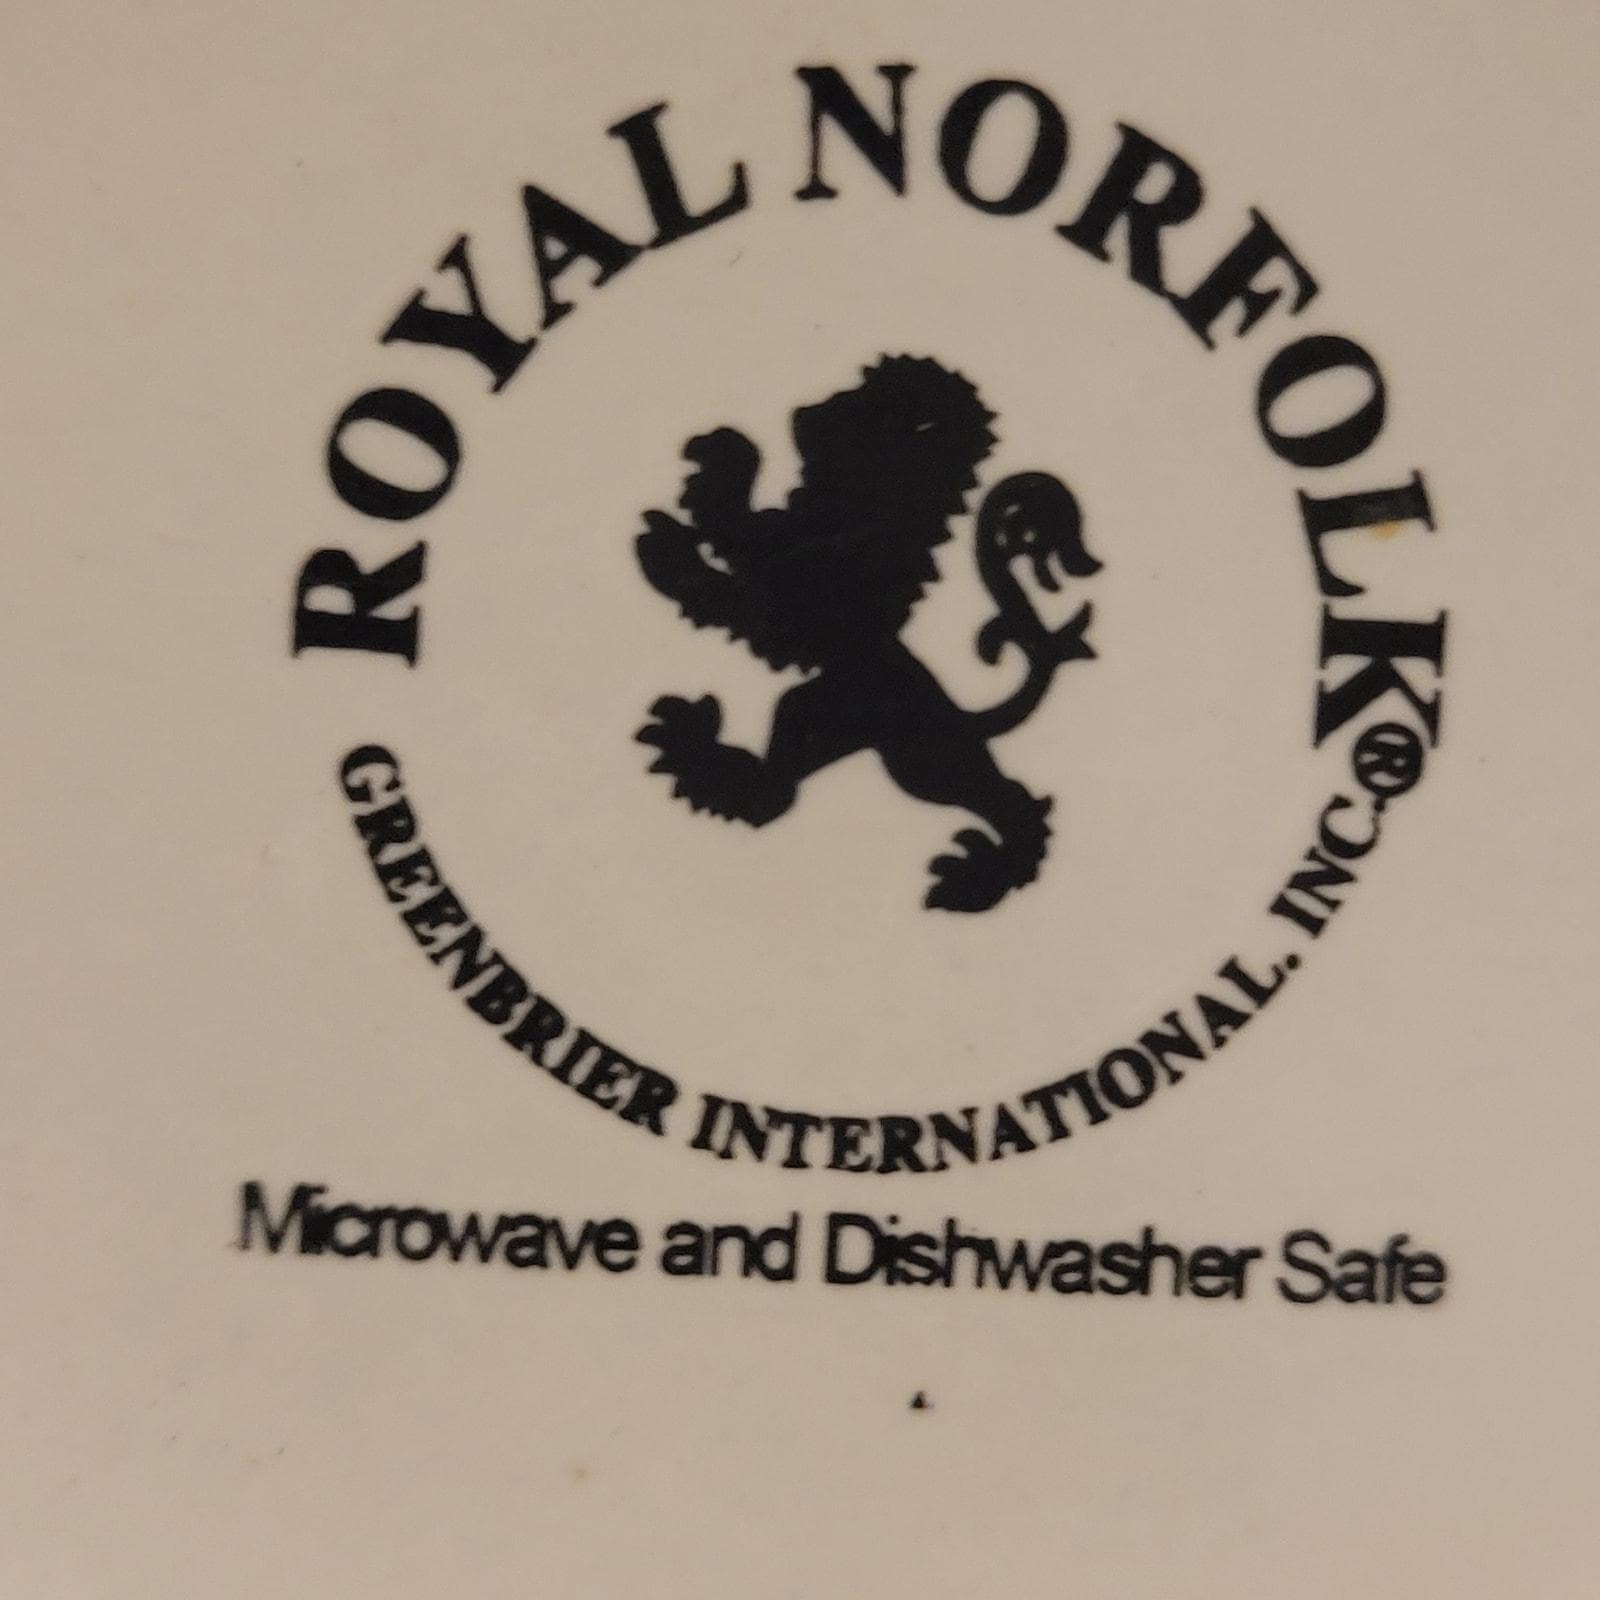 ROYAL NORFOLK®
GREENBRIER INTERNATIONAL. INC.
Microwave and Dishwasher Safe